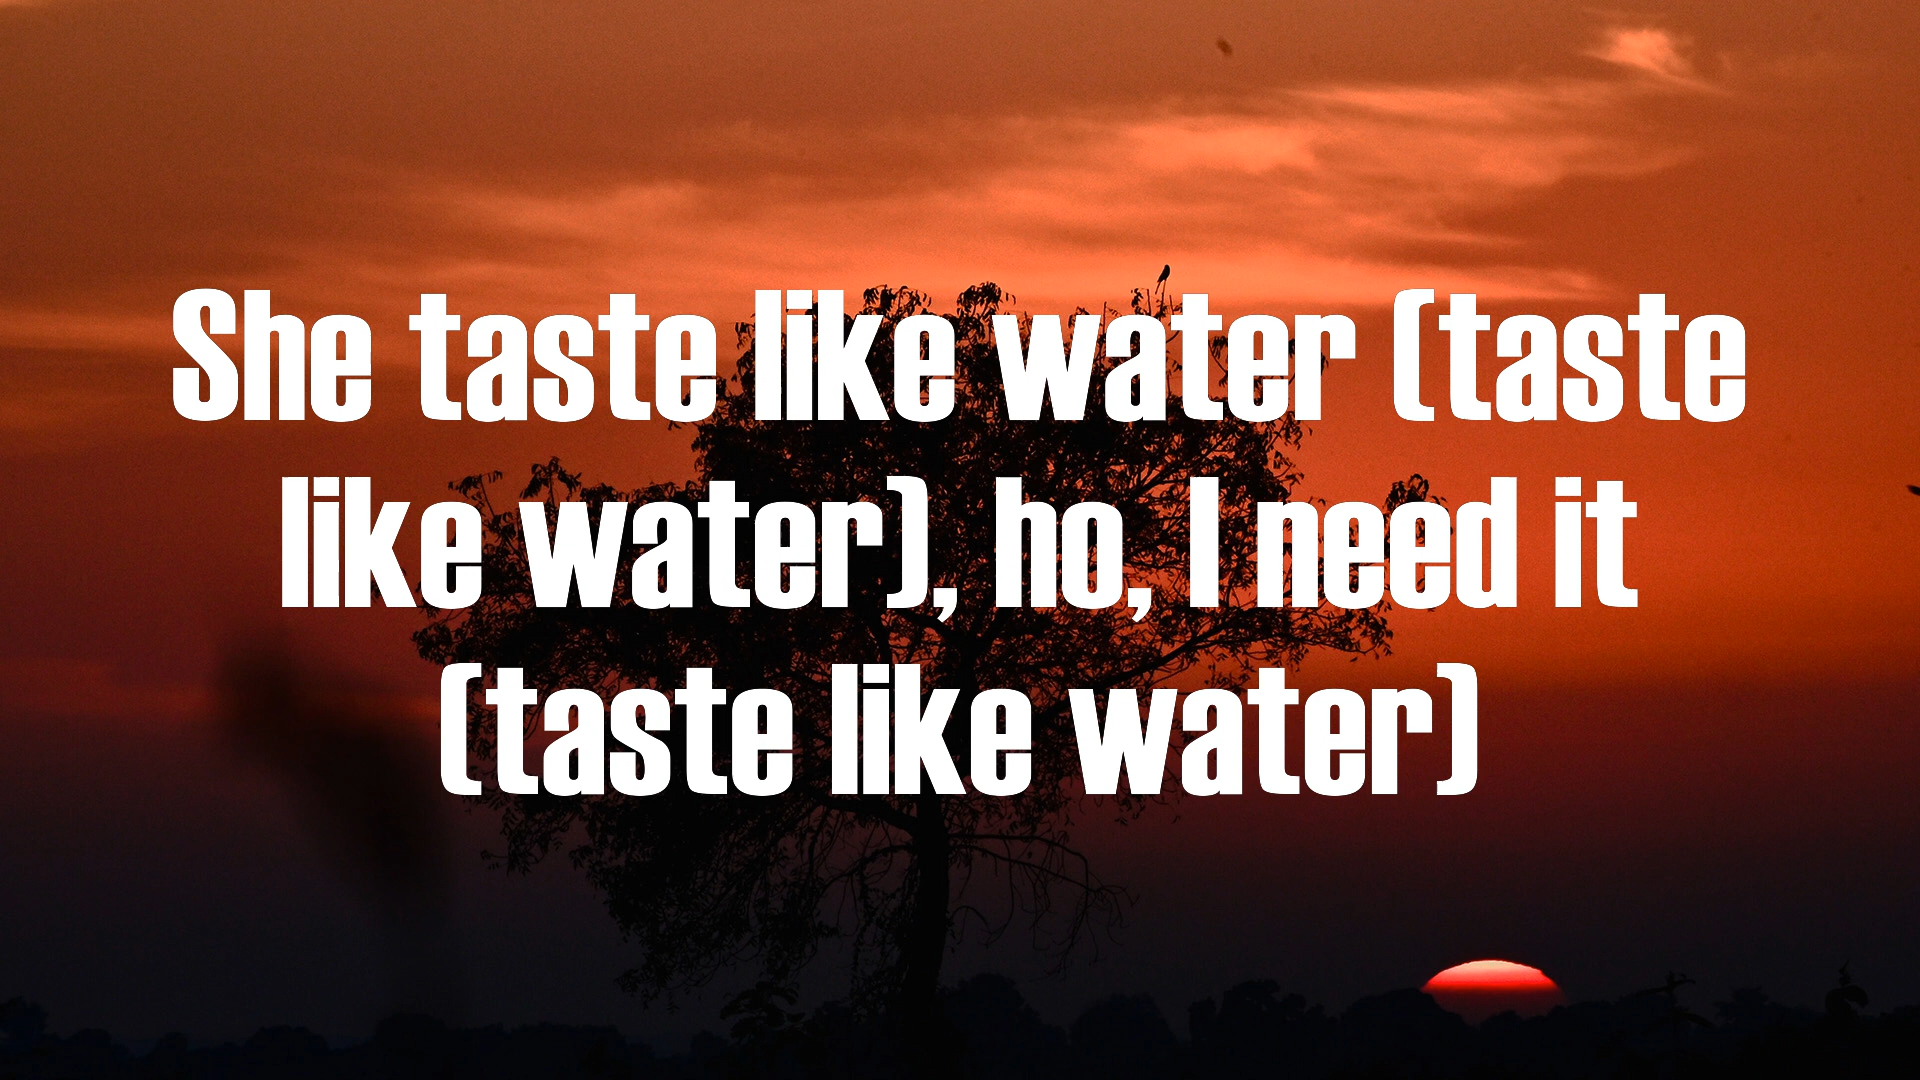 She taste like water (taste
like water), ho, I need it
(taste like water)